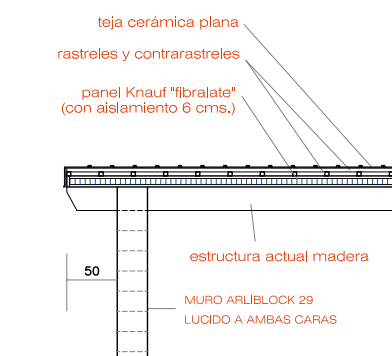 teja cerámica plana
rastreles y contrarastreles
panel Knauf "fibralate"
(con aislamiento 6 cms.)
estructura actual madera
50
MURO ARLIBLOCK 29
LUCIDO A AMBAS CARAS